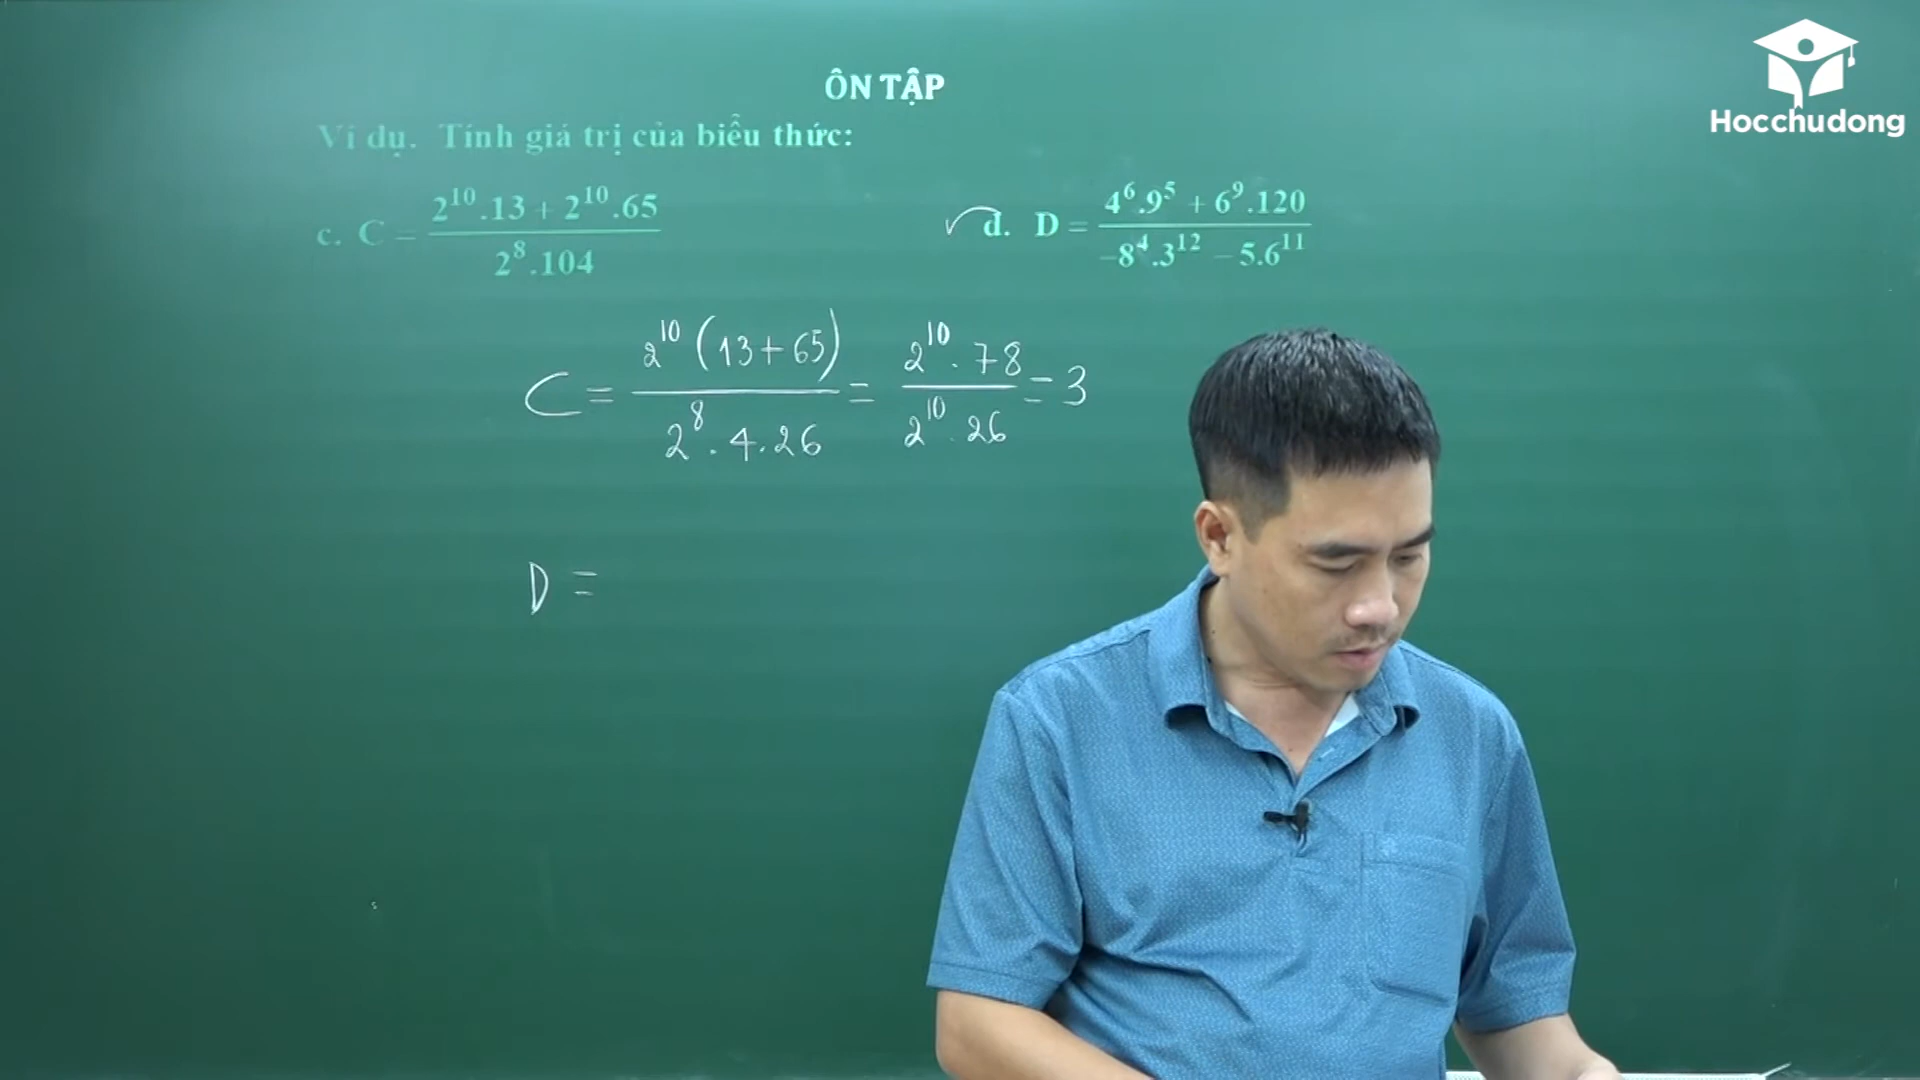 Hocchudong
ÔN TẬP
Ví dụ. Tính giá trị của biểu thức:
c. C = (2^10.13 + 2^10.65) / (2^8.104)
d. D = (4^6.9^5 + 6^9.120) / (−8^4.3^12 − 5.6^11)
C = (2^10 (13+65)) / (2^8 . 4 . 26) = (2^10 . 78) / (2^10 . 26) = 3
D =